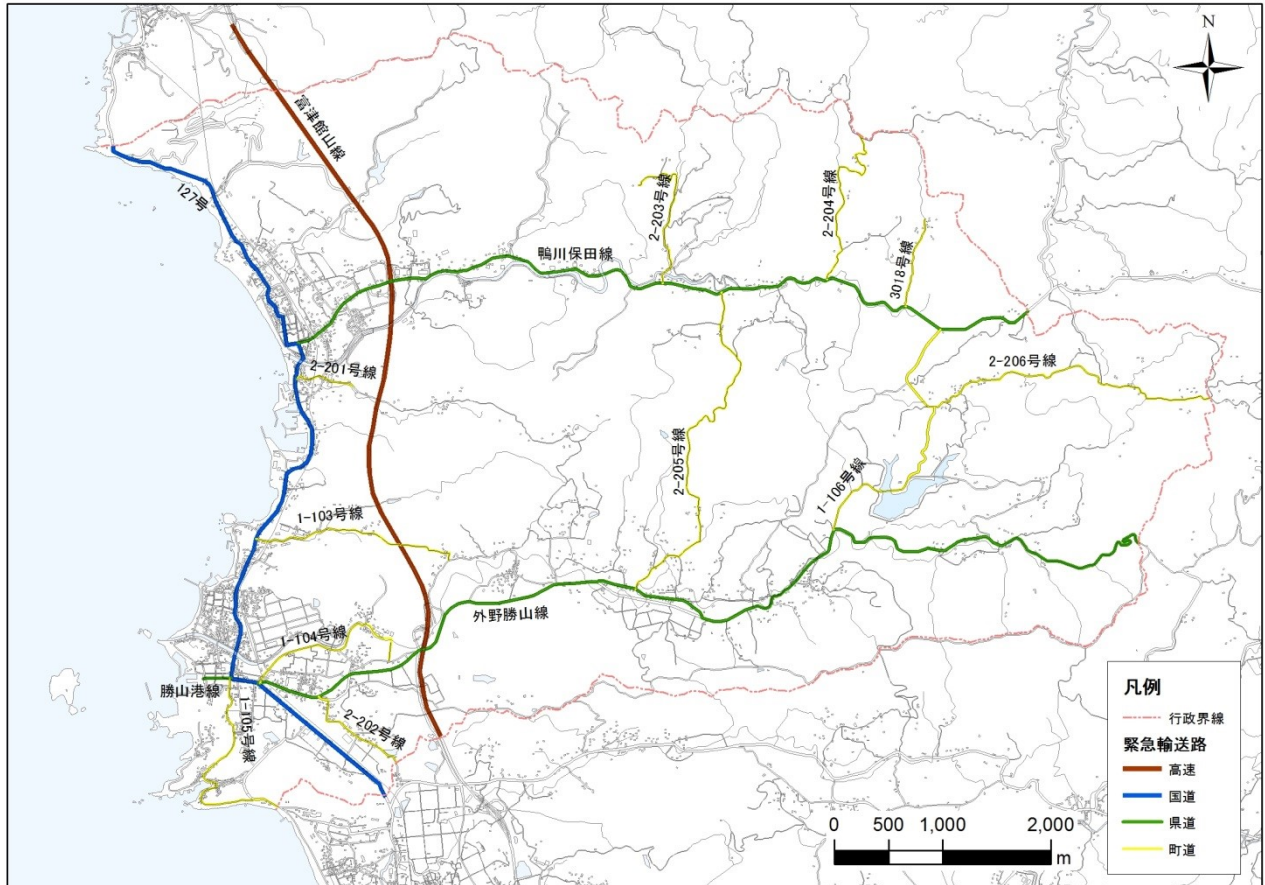 N
富津館山線
127号
2-203号線
2-204号線
鴨川保田線
3018号線
2-201号線
2-206号線
2-205号線
1-106号線
1-103号線
外野勝山線
1-104号線
勝山港線
1-105号線
2-202号線
凡例
行政界線
緊急輸送路
高速
国道
県道
町道
0 500 1,000 2,000
m